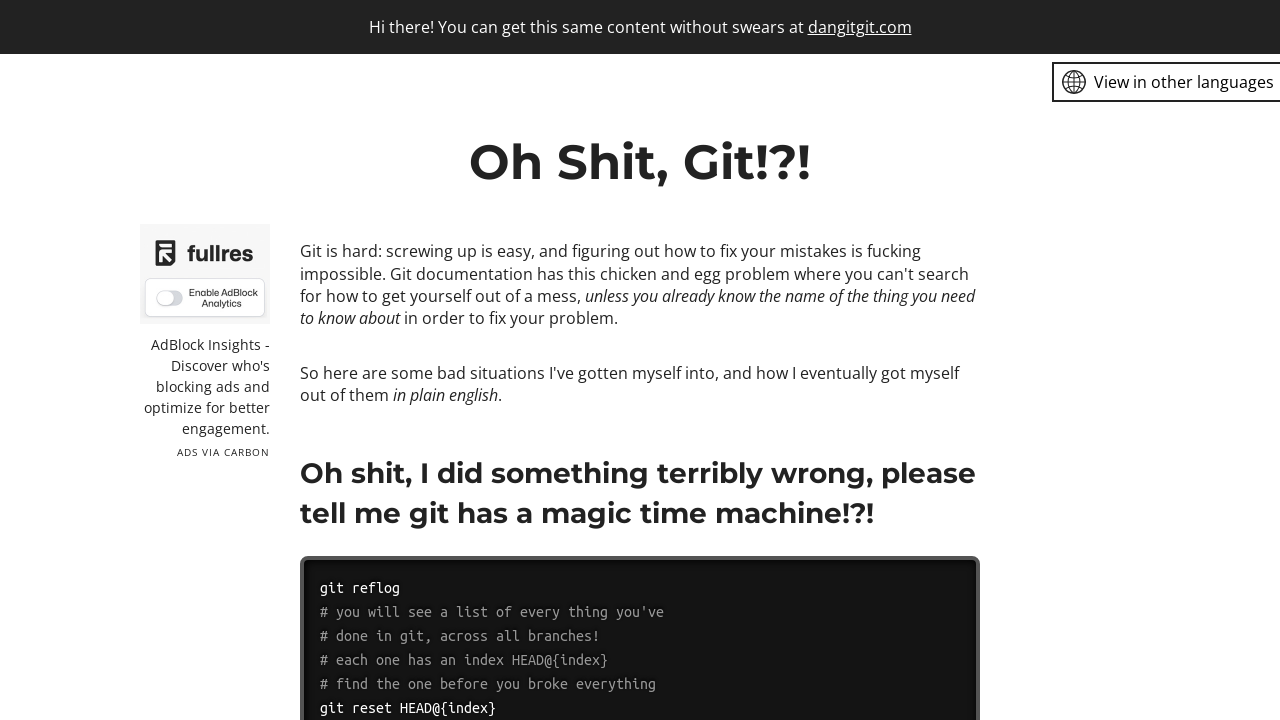 Hi there! You can get this same content without swears at dangitgit.com
View in other languages
Oh Shit, Git!?!
fullres
Enable AdBlock
Analytics
AdBlock Insights -
Discover who's
blocking ads and
optimize for better
engagement.
ADS VIA CARBON
Git is hard: screwing up is easy, and figuring out how to fix your mistakes is fucking
impossible. Git documentation has this chicken and egg problem where you can't search
for how to get yourself out of a mess, unless you already know the name of the thing you need
to know about in order to fix your problem.
So here are some bad situations I've gotten myself into, and how I eventually got myself
out of them in plain english.
Oh shit, I did something terribly wrong, please
tell me git has a magic time machine!?!
git reflog
# you will see a list of every thing you've
# done in git, across all branches!
# each one has an index HEAD@{index}
# find the one before you broke everything
git reset HEAD@{index}